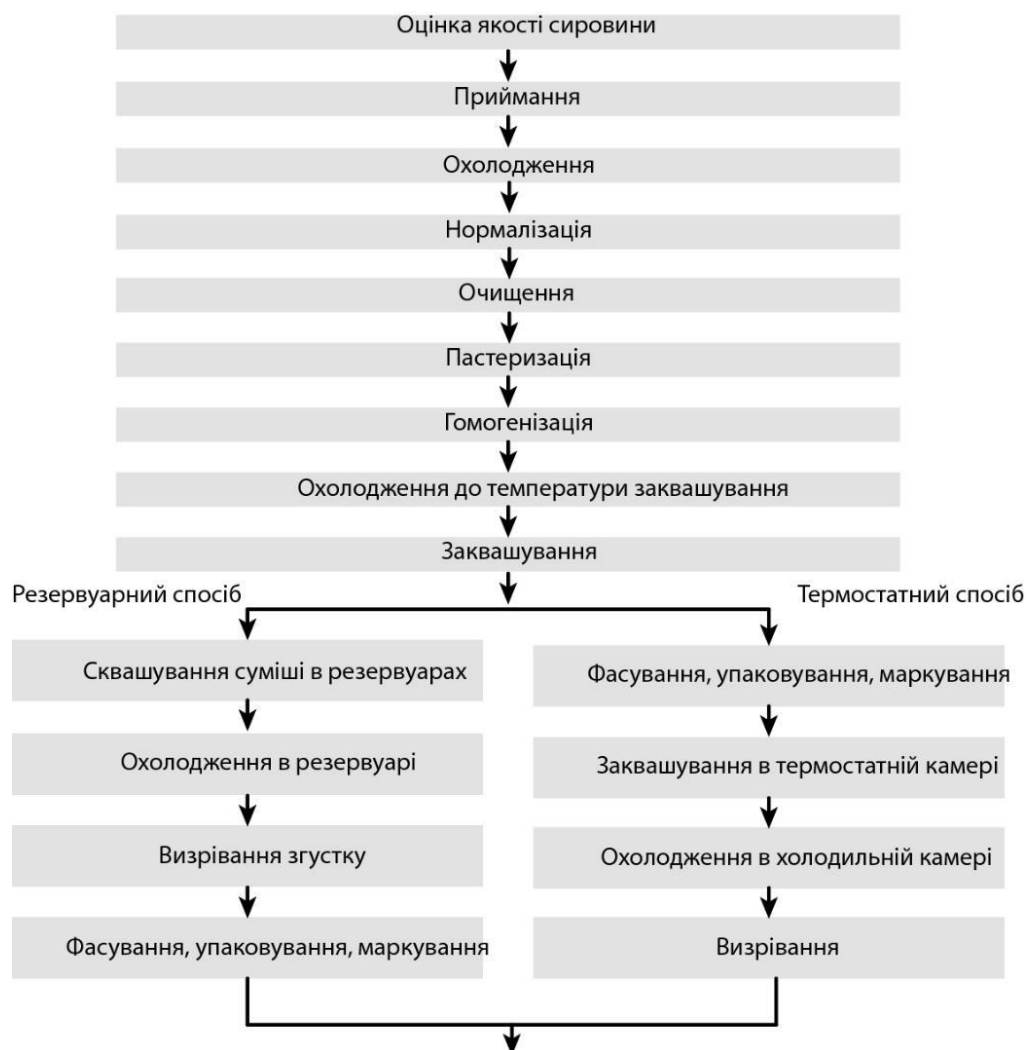 Оцінка якості сировини
Приймання
Охолодження
Нормалізація
Очищення
Пастеризація
Гомогенізація
Охолодження до температури заквашування
Заквашування
Резервуарний спосіб
Термостатний спосіб
Сквашування суміші в резервуарах
Охолодження в резервуарі
Визрівання згустку
Фасування, упаковування, маркування
Фасування, упаковування, маркування
Заквашування в термостатній камері
Охолодження в холодильній камері
Визрівання